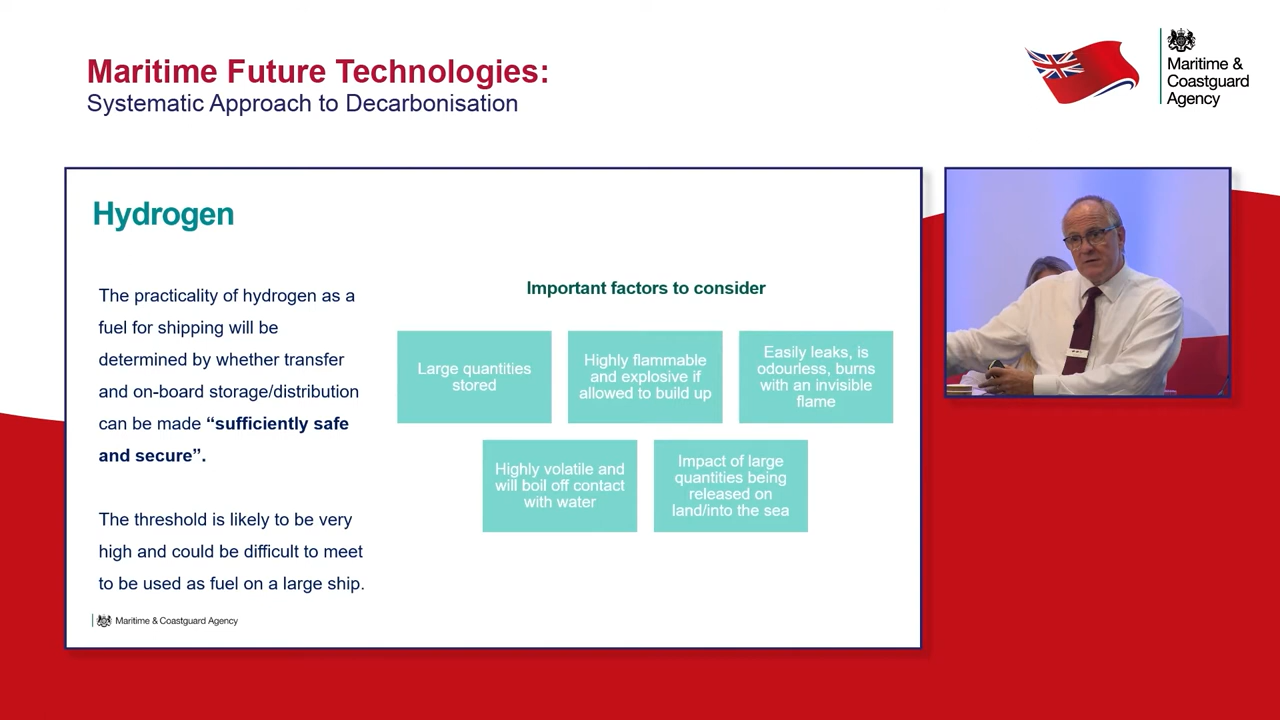 Maritime Future Technologies:
Systematic Approach to Decarbonisation
Maritime &
Coastguard
Agency
Hydrogen
The practicality of hydrogen as a
fuel for shipping will be
determined by whether transfer
and on-board storage/distribution
can be made “sufficiently safe
and secure”.
The threshold is likely to be very
high and could be difficult to meet
to be used as fuel on a large ship.
Important factors to consider
Large quantities
stored
Highly flammable
and explosive if
allowed to build up
Easily leaks, is
odourless, burns
with an invisible
flame
Highly volatile and
will boil off contact
with water
Impact of large
quantities being
released on
land/into the sea
Maritime & Coastguard Agency